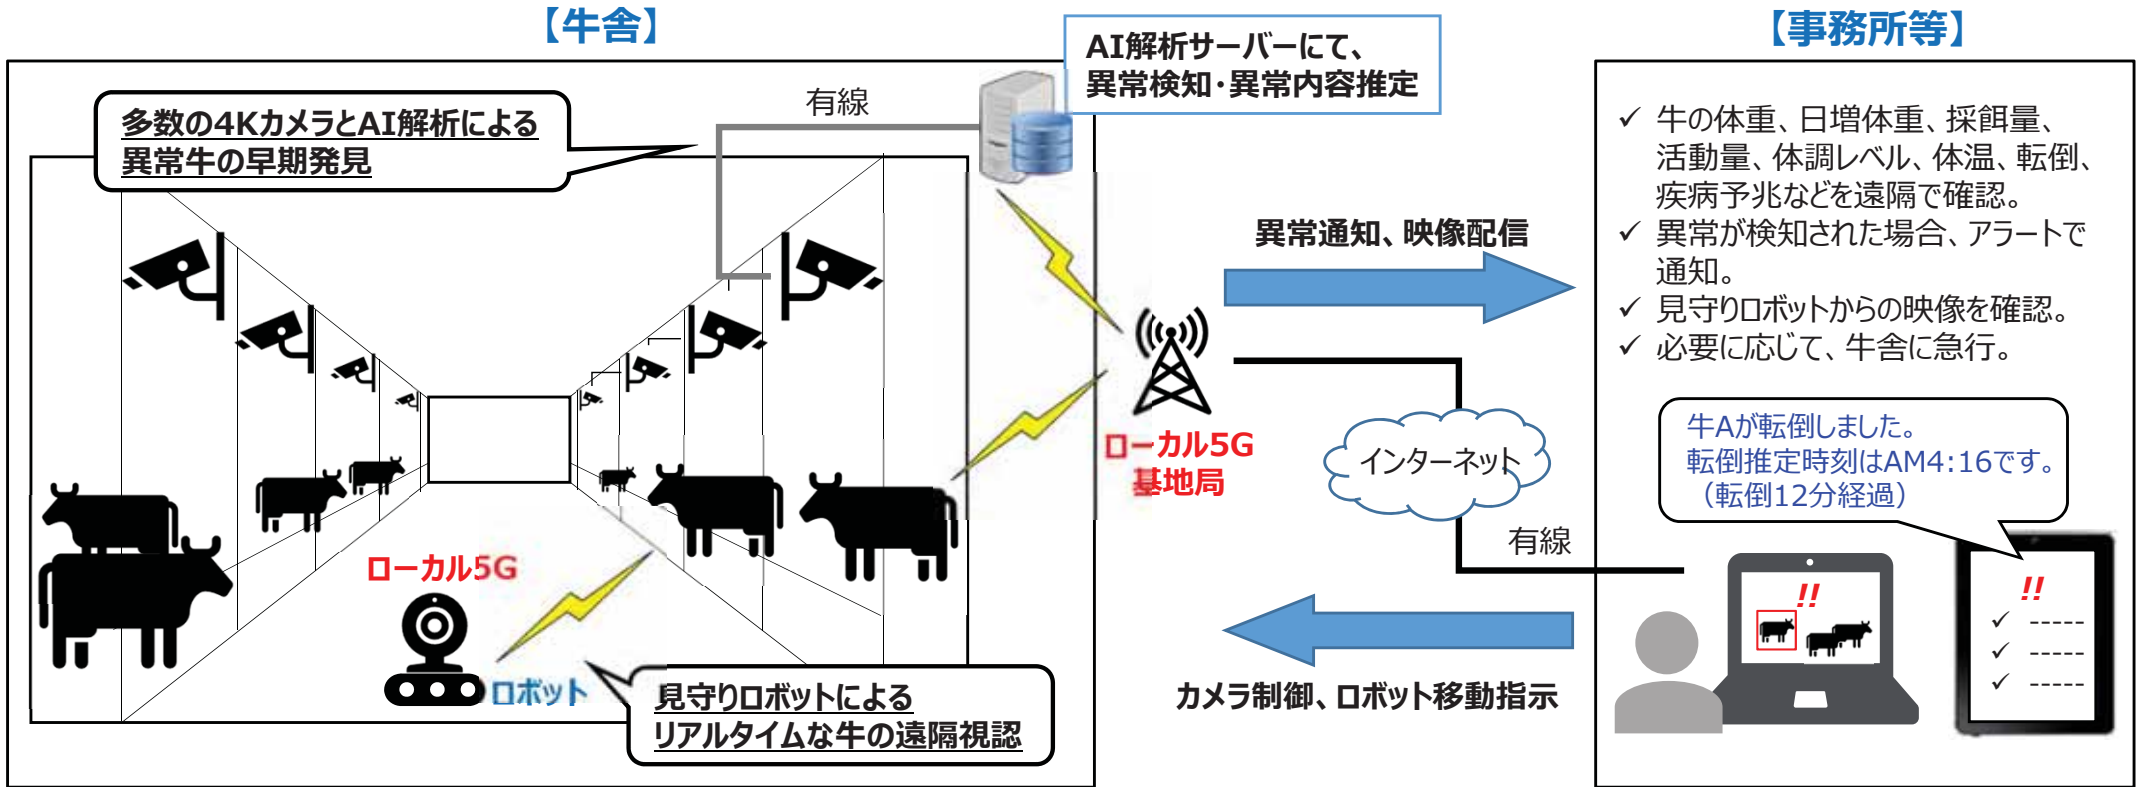 【牛舎】
AI解析サーバーにて、
異常検知・異常内容推定
【事務所等】
多数の4KカメラとAI解析による
異常牛の早期発見
有線
✓ 牛の体重、日増体重、採餌量、
活動量、体調レベル、体温、転倒、
疾病予兆などを遠隔で確認。
✓ 異常が検知された場合、アラートで
通知。
✓ 見守りロボットからの映像を確認。
✓ 必要に応じて、牛舎に急行。
異常通知、映像配信
ローカル5G
基地局
インターネット
有線
牛Aが転倒しました。
転倒推定時刻はAM4:16です。
（転倒12分経過）
ローカル5G
ロボット
見守りロボットによる
リアルタイムな牛の遠隔視認
カメラ制御、ロボット移動指示
!!
!!
✓ -----
✓ -----
✓ -----